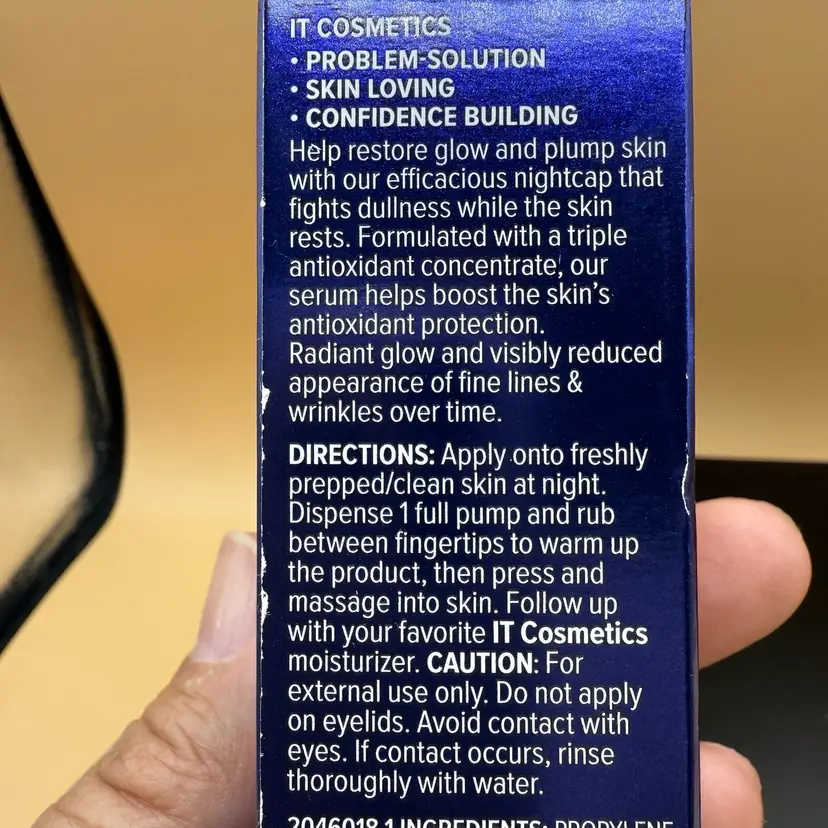 IT COSMETICS
• PROBLEM-SOLUTION
• SKIN LOVING
• CONFIDENCE BUILDING
Help restore glow and plump skin
with our efficacious nightcap that
fights dullness while the skin
rests. Formulated with a triple
antioxidant concentrate, our
serum helps boost the skin's
antioxidant protection.
Radiant glow and visibly reduced
appearance of fine lines &
wrinkles over time.
DIRECTIONS: Apply onto freshly
prepped/clean skin at night.
Dispense 1 full pump and rub
between fingertips to warm up
the product, then press and
massage into skin. Follow up
with your favorite IT Cosmetics
moisturizer. CAUTION: For
external use only. Do not apply
on eyelids. Avoid contact with
eyes. If contact occurs, rinse
thoroughly with water.
2046018 1 INGREDIENTS: PROPYLENE